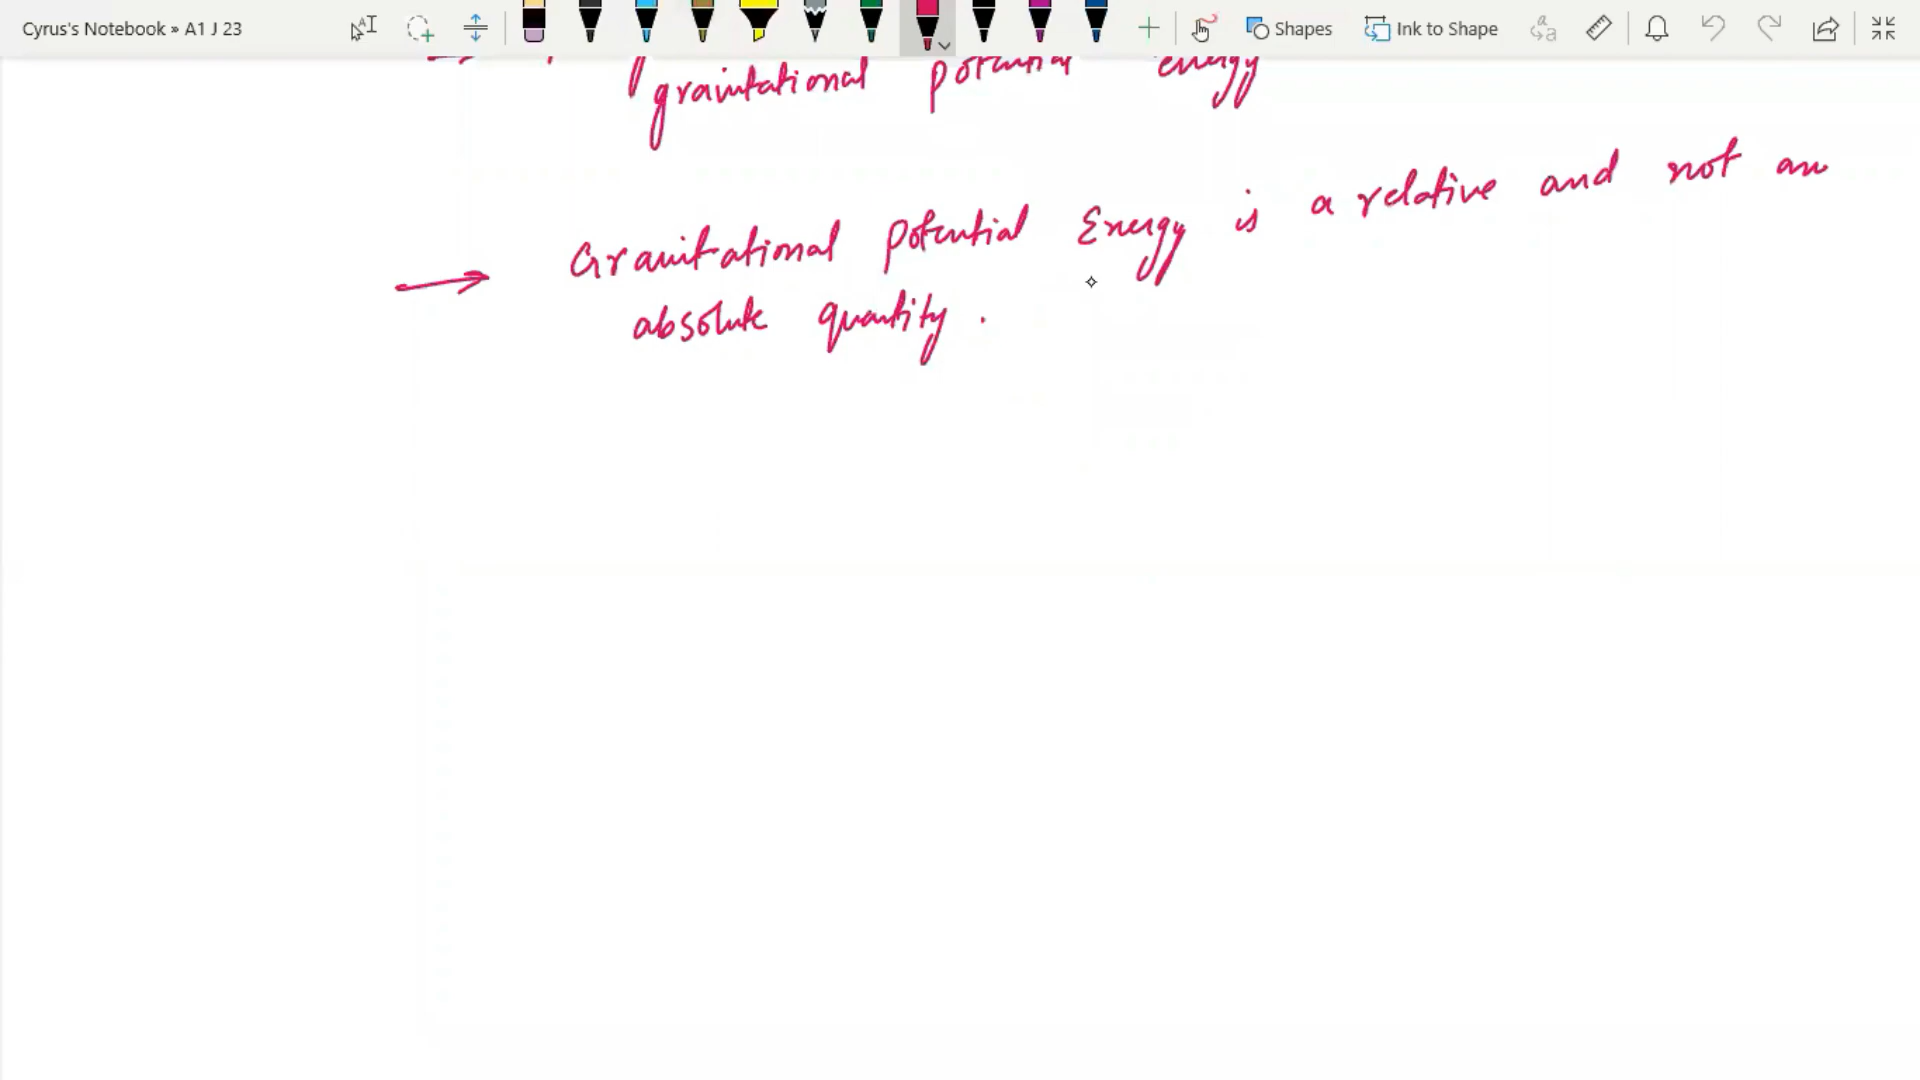 Cyrus's Notebook » A1 J 23 Shapes Ink to Shape
gravitational potential energy
→ Gravitational Potential Energy is a relative and not an
absolute quantity.